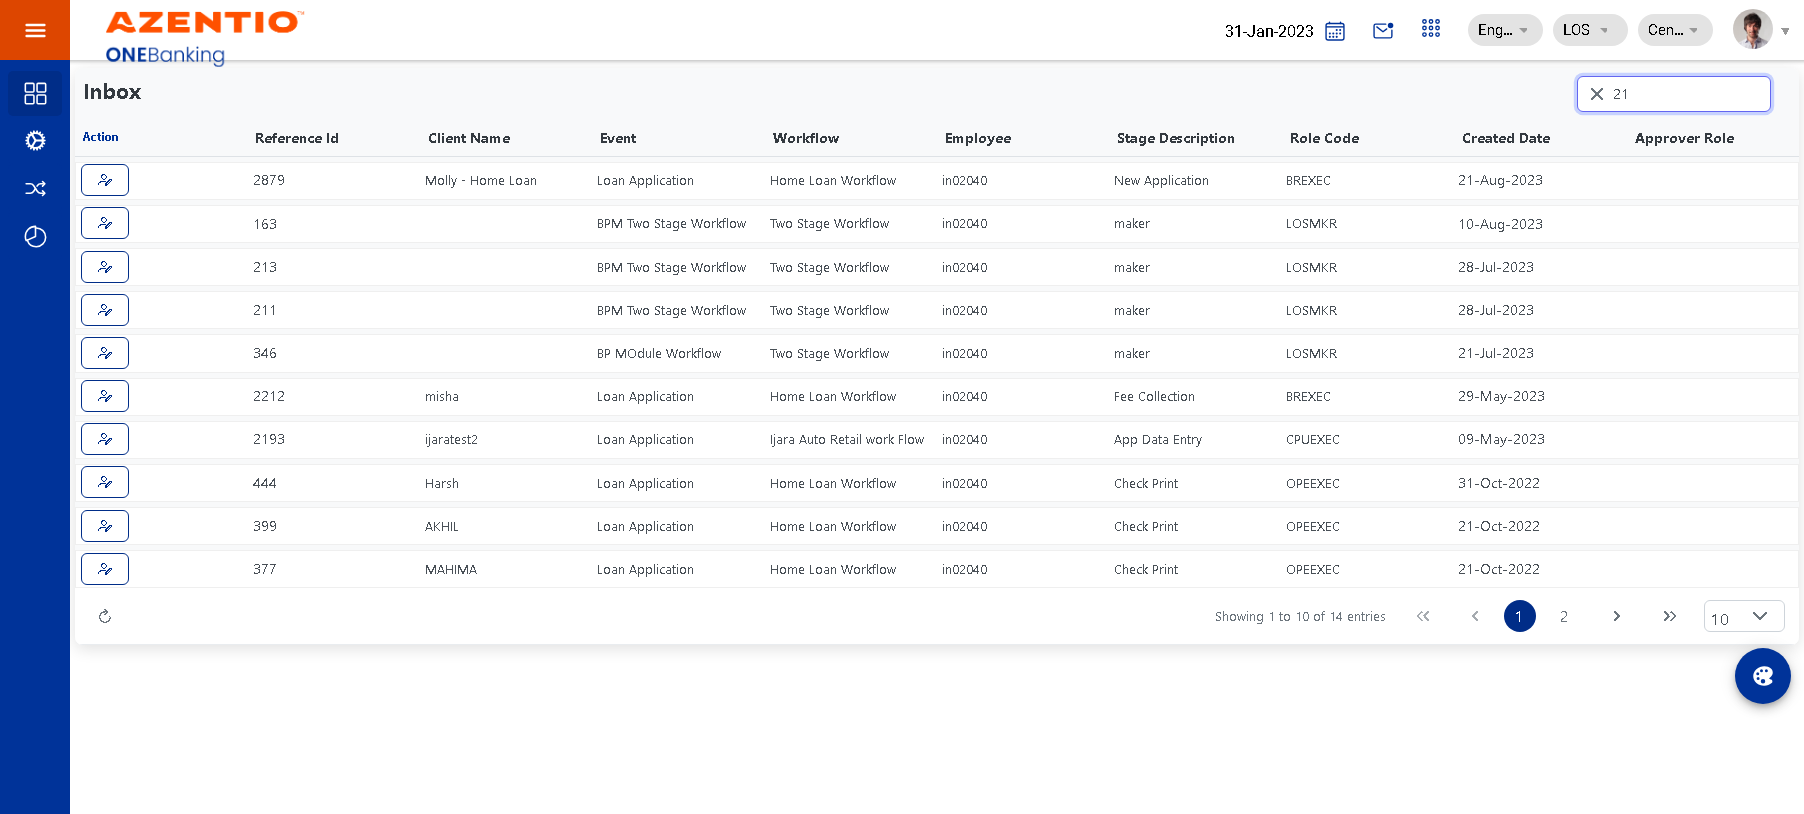 AZENTIO™
ONEBanking
31-Jan-2023 Eng... LOS Cen...
Inbox
21
Action Reference Id Client Name Event Workflow Employee Stage Description Role Code Created Date Approver Role
2879 Molly - Home Loan Loan Application Home Loan Workflow in02040 New Application BREXEC 21-Aug-2023
163 BPM Two Stage Workflow Two Stage Workflow in02040 maker LOSMKR 10-Aug-2023
213 BPM Two Stage Workflow Two Stage Workflow in02040 maker LOSMKR 28-Jul-2023
211 BPM Two Stage Workflow Two Stage Workflow in02040 maker LOSMKR 28-Jul-2023
346 BP MOdule Workflow Two Stage Workflow in02040 maker LOSMKR 21-Jul-2023
2212 misha Loan Application Home Loan Workflow in02040 Fee Collection BREXEC 29-May-2023
2193 ijaratest2 Loan Application Ijara Auto Retail work Flow in02040 App Data Entry CPUEXEC 09-May-2023
444 Harsh Loan Application Home Loan Workflow in02040 Check Print OPEEXEC 31-Oct-2022
399 AKHIL Loan Application Home Loan Workflow in02040 Check Print OPEEXEC 21-Oct-2022
377 MAHIMA Loan Application Home Loan Workflow in02040 Check Print OPEEXEC 21-Oct-2022
Showing 1 to 10 of 14 entries 1 2 10